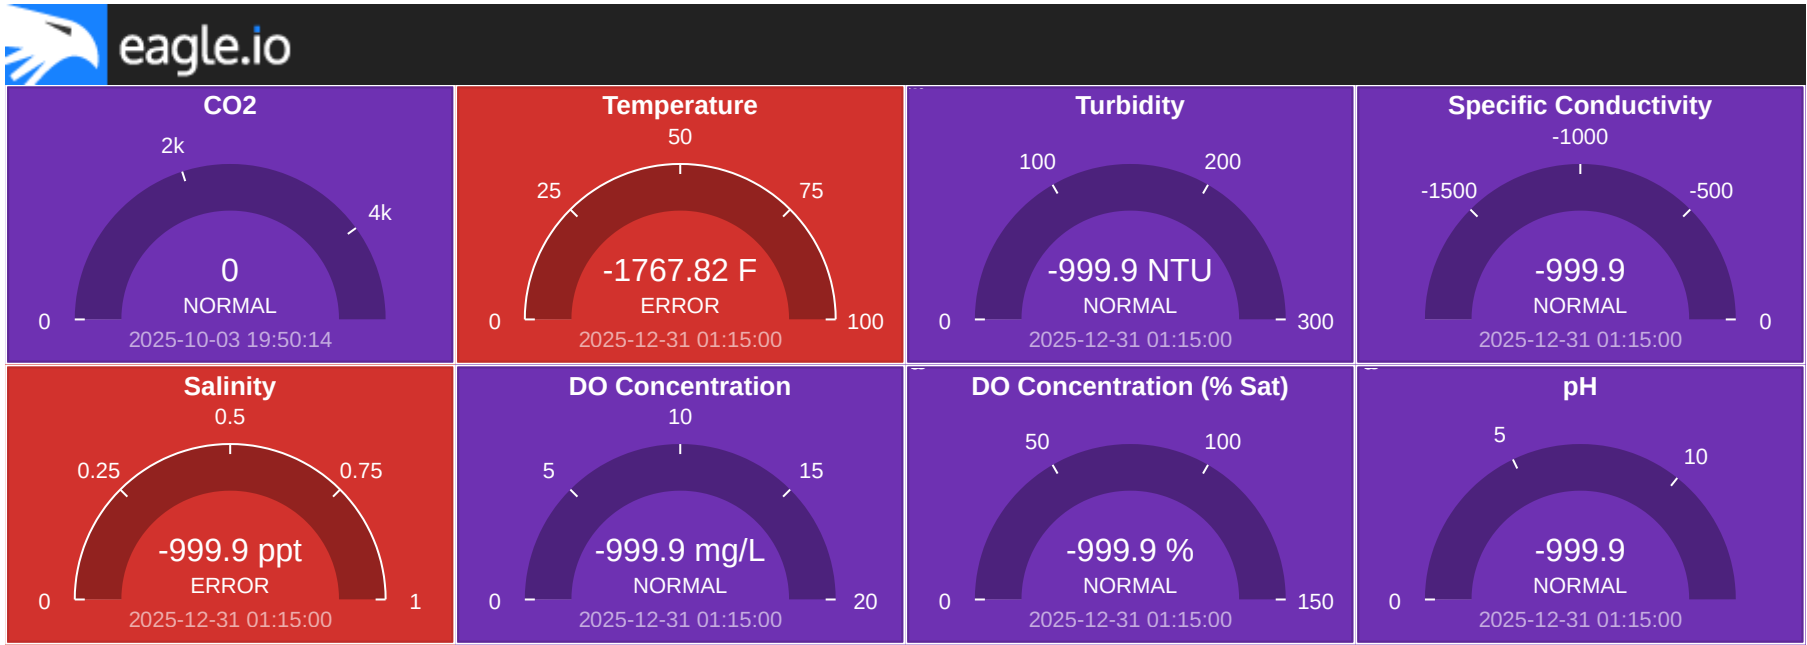 eagle.io
CO2
2k
4k
0
0
NORMAL
2025-10-03 19:50:14
Temperature
50
25
75
0
100
-1767.82 F
ERROR
2025-12-31 01:15:00
Turbidity
100
200
0
300
-999.9 NTU
NORMAL
2025-12-31 01:15:00
Specific Conductivity
-1000
-1500
-500
0
-999.9
NORMAL
2025-12-31 01:15:00
Salinity
0.5
0.25
0.75
0
1
-999.9 ppt
ERROR
2025-12-31 01:15:00
DO Concentration
10
5
15
0
20
-999.9 mg/L
NORMAL
2025-12-31 01:15:00
DO Concentration (% Sat)
50
100
0
150
-999.9 %
NORMAL
2025-12-31 01:15:00
pH
5
10
0
-999.9
NORMAL
2025-12-31 01:15:00